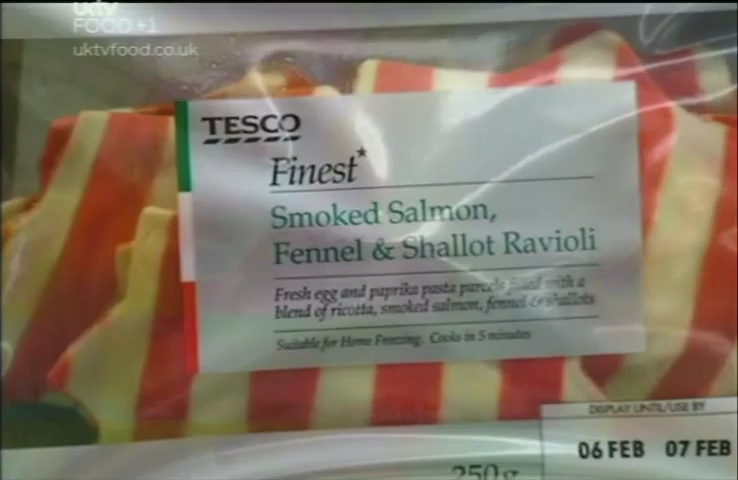 uktv
FOOD+1
uktvfood.co.uk
TESCO
Finest*
Smoked Salmon,
Fennel & Shallot Ravioli
Fresh egg and paprika pasta parcels filled with a
blend of ricotta, smoked salmon, fennel & shallots
Suitable for Home Freezing. Cooks in 5 minutes
DISPLAY UNTIL/USE BY
06 FEB 07 FEB
250g